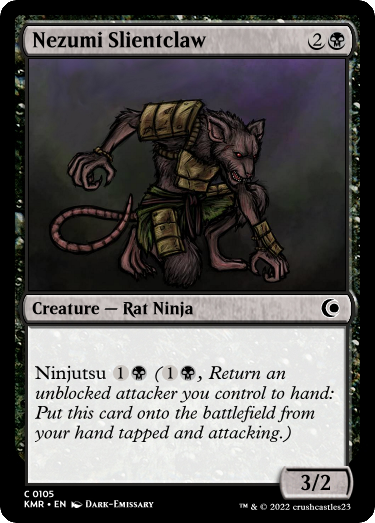 Nezumi Slientclaw 2
Creature — Rat Ninja
Ninjutsu 1 (1, Return an
unblocked attacker you control to hand:
Put this card onto the battlefield from
your hand tapped and attacking.)
3/2
C 0105
KMR • EN Dark-Emissary
™ & © 2022 crushcastles23